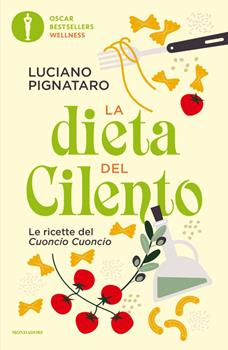 OSCAR
BESTSELLERS
WELLNESS
LUCIANO
PIGNATARO
LA
dieta
DEL
Cilento
Le ricette del
Cuoncio Cuoncio
MONDADORI